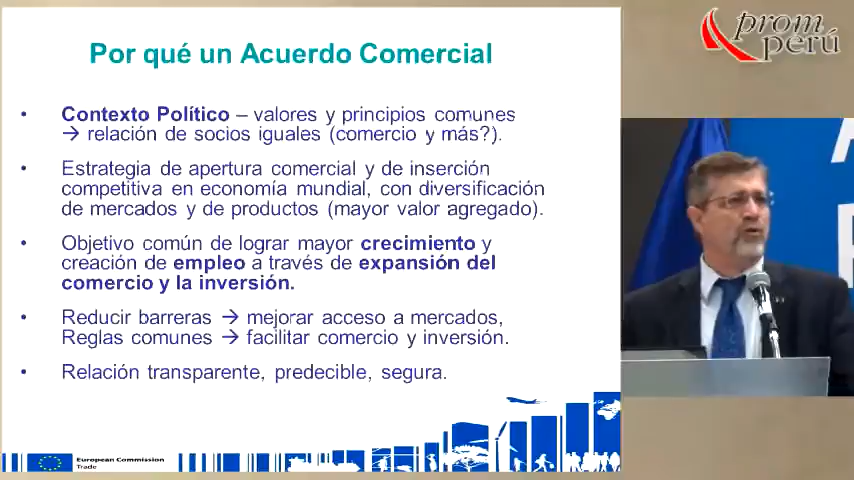 Por qué un Acuerdo Comercial
prom
perú
• Contexto Político – valores y principios comunes
→ relación de socios iguales (comercio y más?).
• Estrategia de apertura comercial y de inserción
competitiva en economía mundial, con diversificación
de mercados y de productos (mayor valor agregado).
• Objetivo común de lograr mayor crecimiento y
creación de empleo a través de expansión del
comercio y la inversión.
• Reducir barreras → mejorar acceso a mercados,
Reglas comunes → facilitar comercio y inversión.
• Relación transparente, predecible, segura.
European Commission
Trade